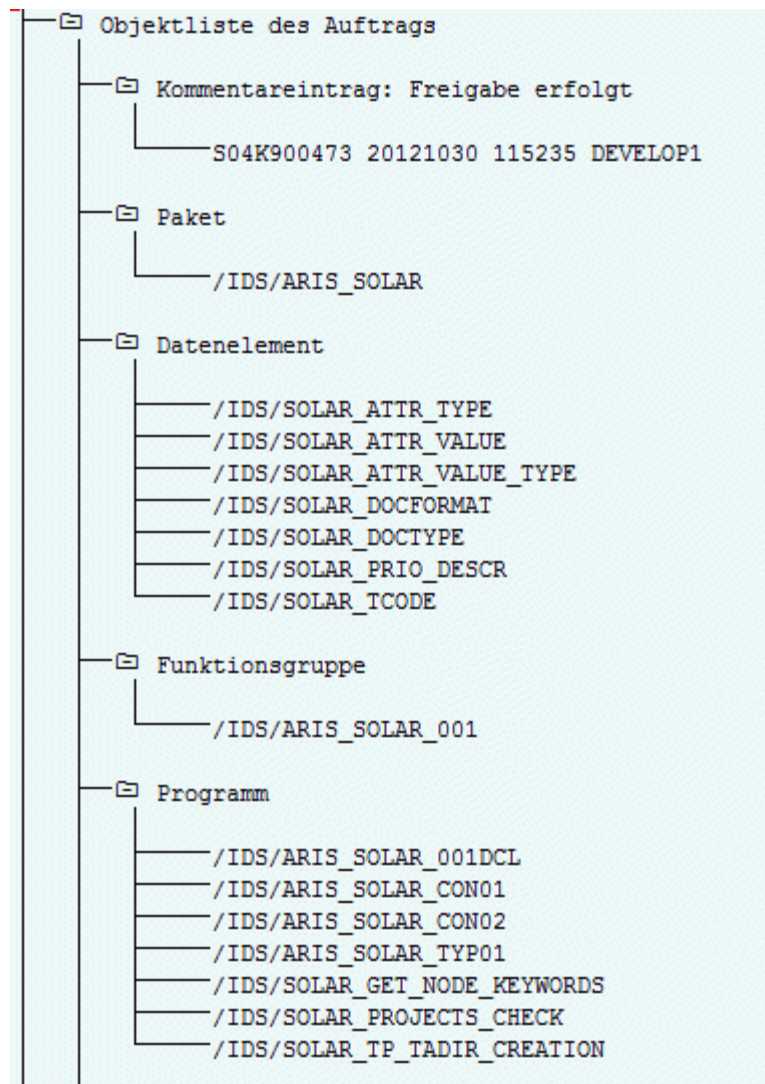 Objektliste des Auftrags
Kommentareintrag: Freigabe erfolgt
S04K900473 20121030 115235 DEVELOP1
Paket
/IDS/ARIS_SOLAR
Datenelement
/IDS/SOLAR_ATTR_TYPE
/IDS/SOLAR_ATTR_VALUE
/IDS/SOLAR_ATTR_VALUE_TYPE
/IDS/SOLAR_DOCFORMAT
/IDS/SOLAR_DOCTYPE
/IDS/SOLAR_PRIO_DESCR
/IDS/SOLAR_TCODE
Funktionsgruppe
/IDS/ARIS_SOLAR_001
Programm
/IDS/ARIS_SOLAR_001DCL
/IDS/ARIS_SOLAR_CON01
/IDS/ARIS_SOLAR_CON02
/IDS/ARIS_SOLAR_TYP01
/IDS/SOLAR_GET_NODE_KEYWORDS
/IDS/SOLAR_PROJECTS_CHECK
/IDS/SOLAR_TP_TADIR_CREATION